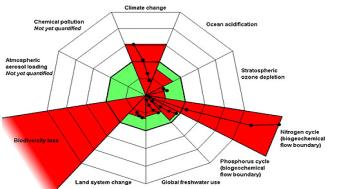 Climate change
Chemical pollution
Not yet quantified
Ocean acidification
Atmospheric
aerosol loading
Not yet quantified
Stratospheric
ozone depletion
Nitrogen cycle
(biogeochemical
flow boundary)
Biodiversity loss
Phosphorus cycle
(biogeochemical
flow boundary)
Land system change
Global freshwater use